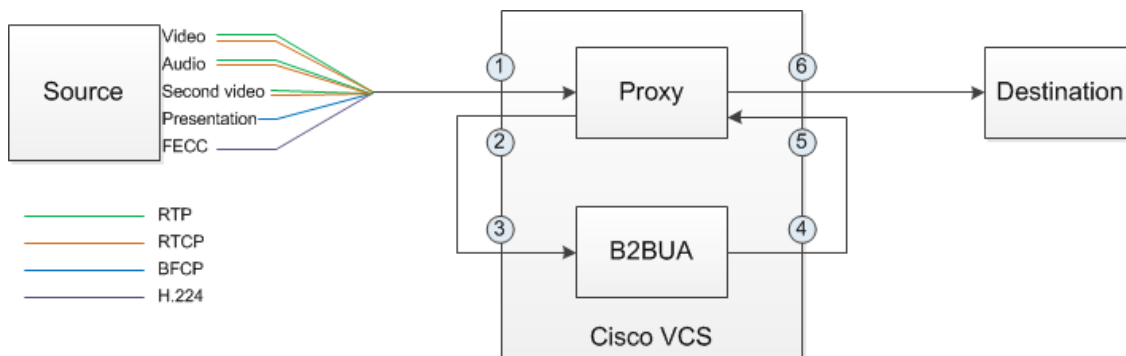 Source
Video
Audio
Second video
Presentation
FECC
1
Proxy
6
Destination
2
5
3
B2BUA
4
Cisco VCS
RTP
RTCP
BFCP
H.224